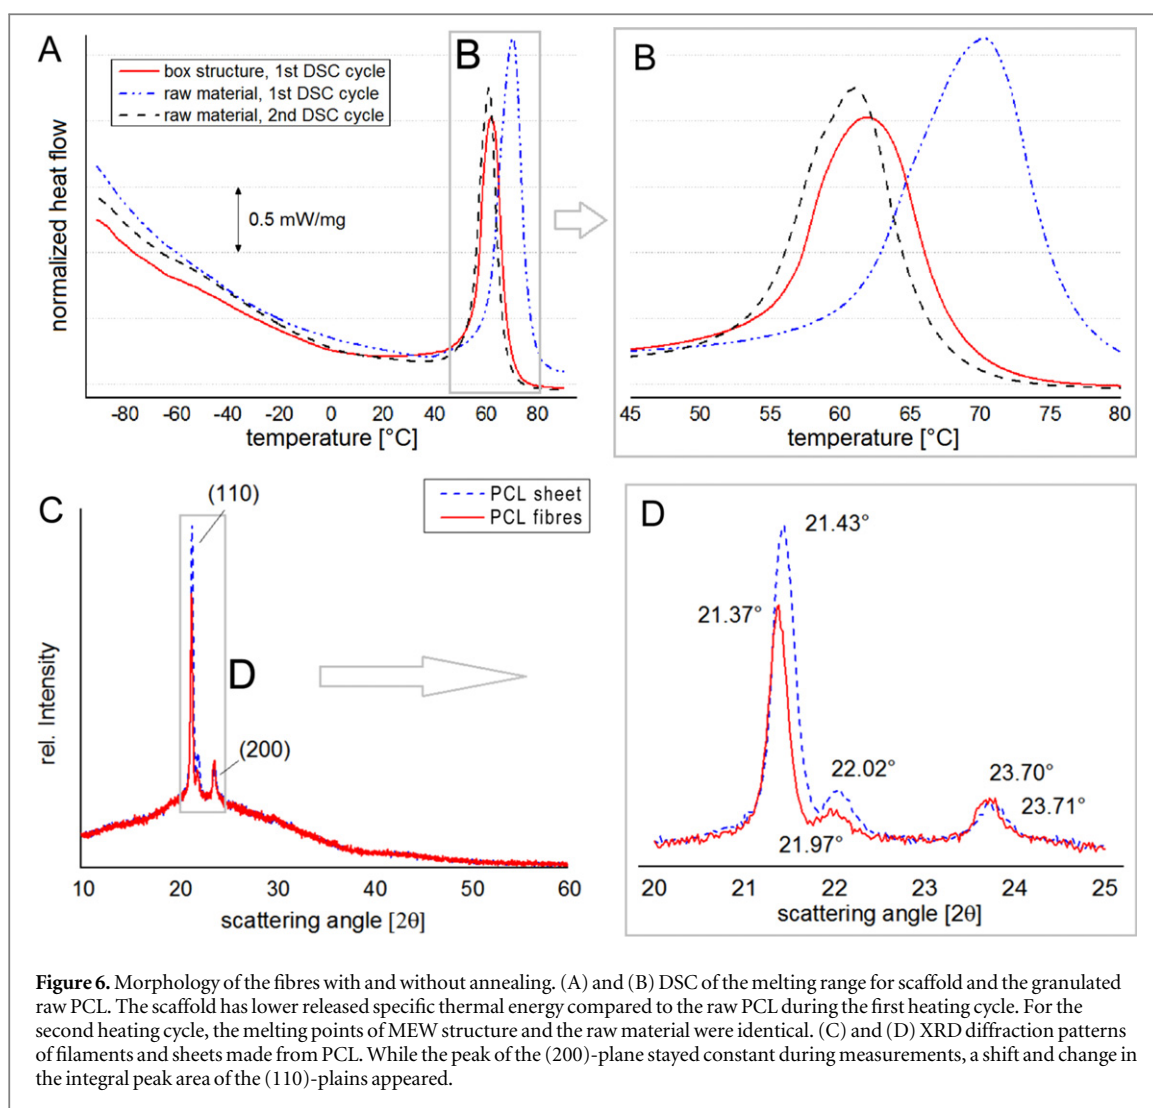 A
B
box structure, 1st DSC cycle
raw material, 1st DSC cycle
raw material, 2nd DSC cycle
0.5 mW/mg
normalized heat flow
-80 -60 -40 -20 0 20 40 60 80
temperature [°C]
B
45 50 55 60 65 70 75 80
temperature [°C]
C
(110)
PCL sheet
PCL fibres
D
(200)
rel. Intensity
10 20 30 40 50 60
scattering angle [2θ]
D
21.43°
21.37°
22.02°
23.70°
23.71°
21.97°
20 21 22 23 24 25
scattering angle [2θ]
Figure 6. Morphology of the fibres with and without annealing. (A) and (B) DSC of the melting range for scaffold and the granulated
raw PCL. The scaffold has lower released specific thermal energy compared to the raw PCL during the first heating cycle. For the
second heating cycle, the melting points of MEW structure and the raw material were identical. (C) and (D) XRD diffraction patterns
of filaments and sheets made from PCL. While the peak of the (200)-plane stayed constant during measurements, a shift and change in
the integral peak area of the (110)-plains appeared.